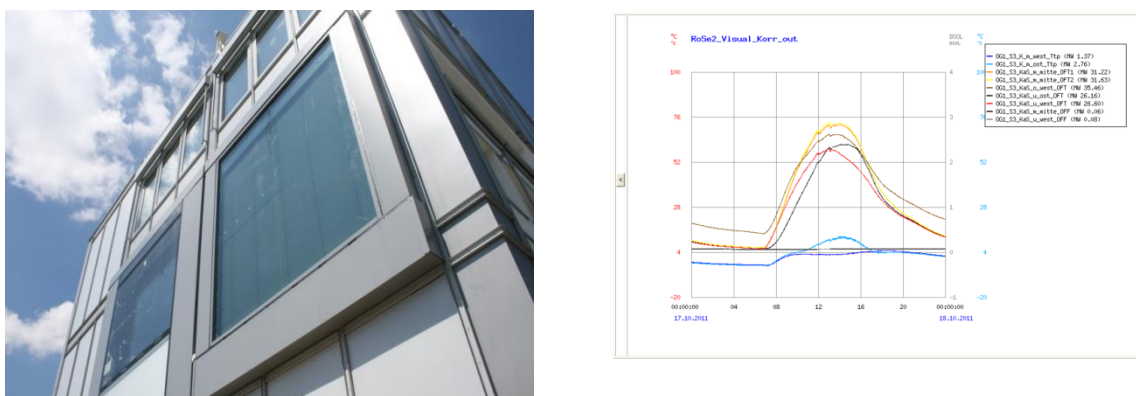 RoSe2_Visual_Korr_out
°C
°C
BOOL
BOOL
°C
°C
OG1_S3_K_m_west_Ttp (MW 1.37)
OG1_S3_K_m_ost_Ttp (MW 2.76)
OG1_S3_KaS_m_mitte_OFT1 (MW 31.22)
OG1_S3_KaS_m_mitte_OFT2 (MW 31.63)
OG1_S3_KaS_o_west_OFT (MW 35.46)
OG1_S3_KaS_u_ost_OFT (MW 26.16)
OG1_S3_KaS_u_west_OFT (MW 26.60)
OG1_S3_KaS_m_mitte_OFF (MW 0.06)
OG1_S3_KaS_u_west_OFF (MW 0.08)
100 4
76 3 76
52 2 52
<
28 1 28
4 0 4
-20 -1 -20
00:00:00 04 08 12 16 20 00:00:00
17.10.2011 18.10.2011